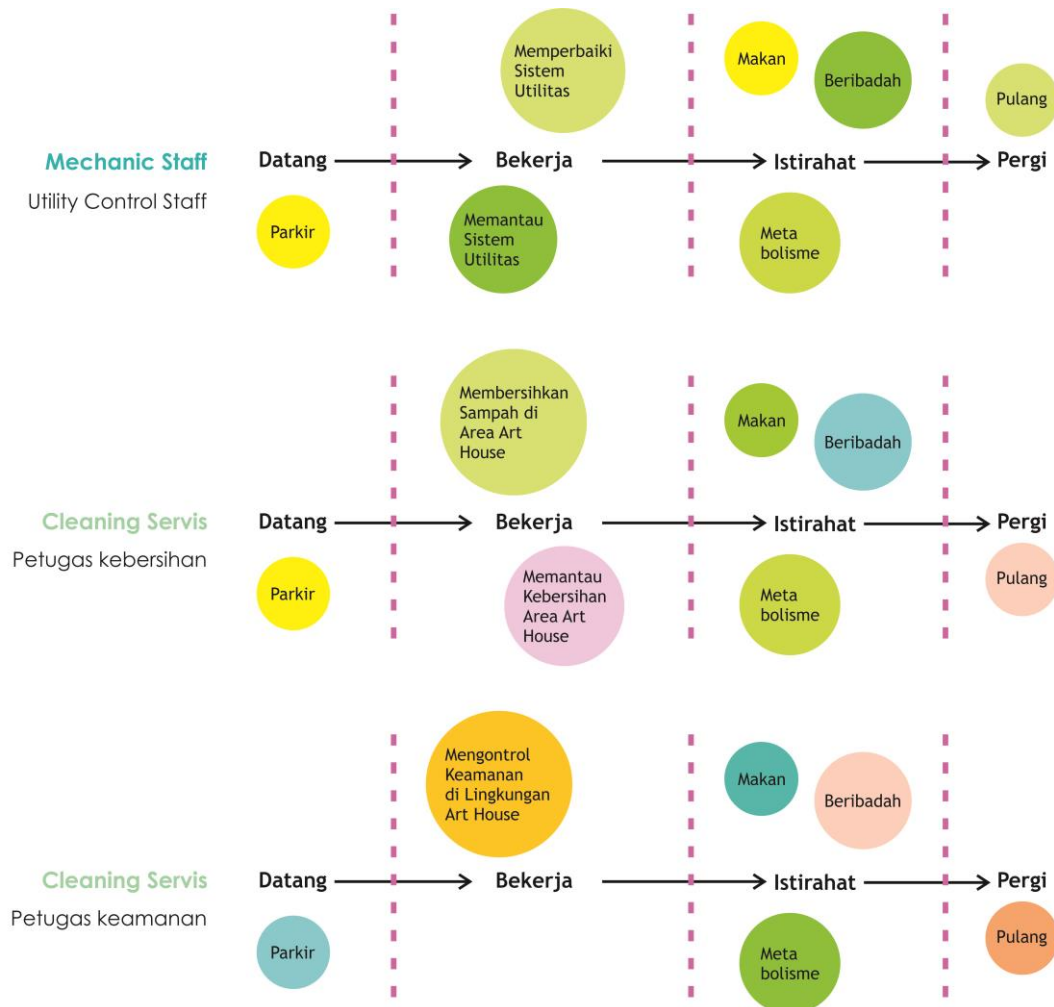 Memperbaiki
Sistem
Utilitas
Makan
Beribadah
Pulang
Mechanic Staff
Datang
Bekerja
Istirahat
Pergi
Utility Control Staff
Parkir
Memantau
Sistem
Utilitas
Meta
bolisme
Membersihkan
Sampah di
Area Art
House
Makan
Beribadah
Cleaning Servis
Datang
Bekerja
Istirahat
Pergi
Petugas kebersihan
Parkir
Memantau
Kebersihan
Area Art
House
Meta
bolisme
Pulang
Mengontrol
Keamanan
di Lingkungan
Art House
Makan
Beribadah
Cleaning Servis
Datang
Bekerja
Istirahat
Pergi
Petugas keamanan
Parkir
Meta
bolisme
Pulang